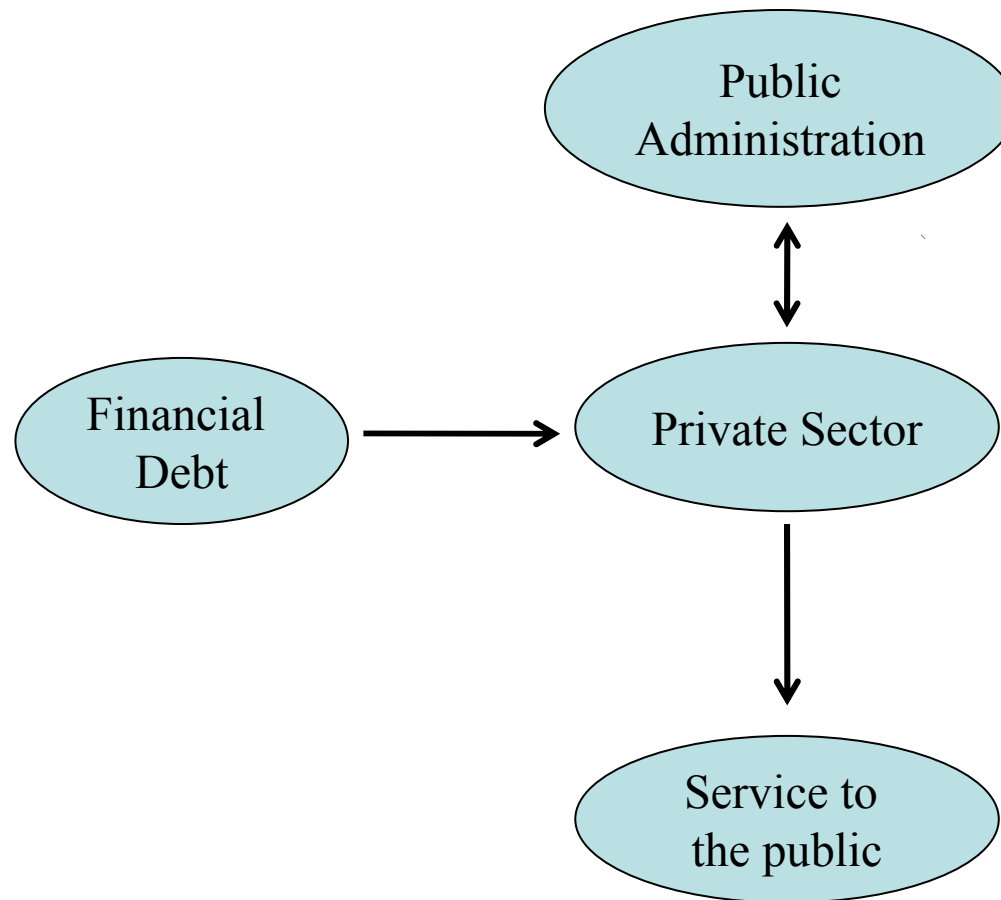 Public
Administration
Financial
Debt
Private Sector
Service to
the public